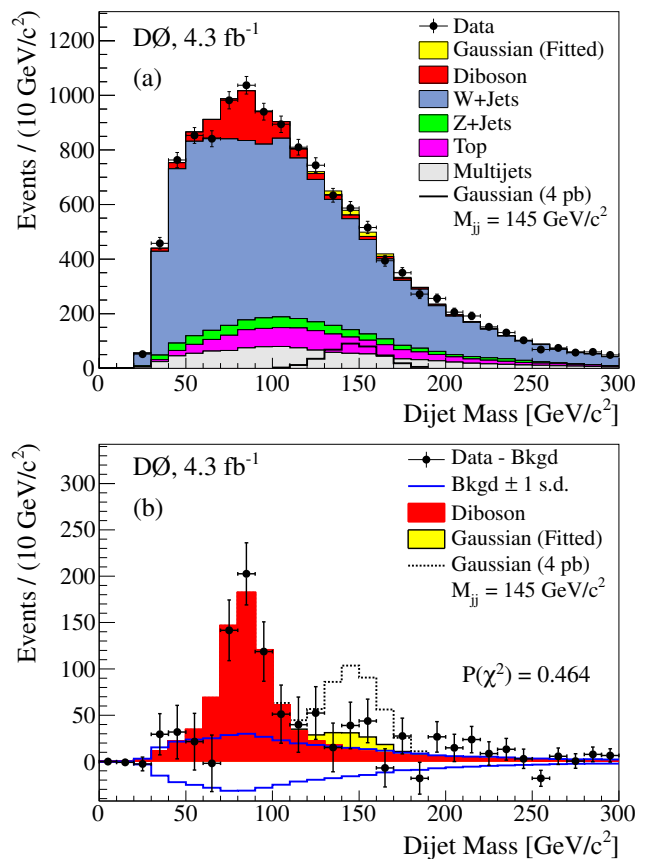 DØ, 4.3 fb⁻¹
(a)
Data
Gaussian (Fitted)
Diboson
W+Jets
Z+Jets
Top
Multijets
Gaussian (4 pb)
M_jj = 145 GeV/c²
Events / (10 GeV/c²)
1200
1000
800
600
400
200
0
0 50 100 150 200 250 300
Dijet Mass [GeV/c²]
DØ, 4.3 fb⁻¹
(b)
Data - Bkgd
Bkgd ± 1 s.d.
Diboson
Gaussian (Fitted)
Gaussian (4 pb)
M_jj = 145 GeV/c²
P(χ²) = 0.464
Events / (10 GeV/c²)
300
250
200
150
100
50
0
-50
0 50 100 150 200 250 300
Dijet Mass [GeV/c²]